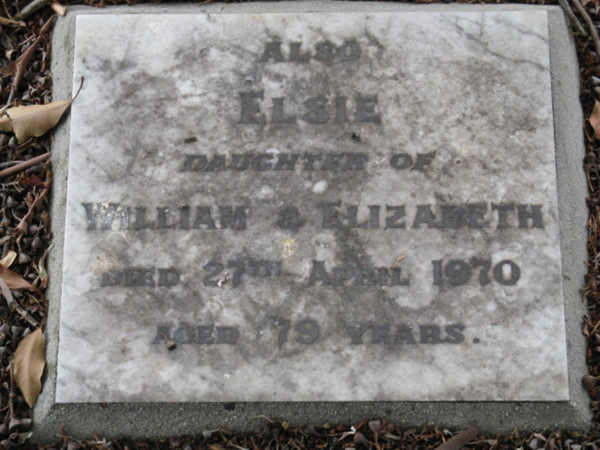 ALSO
ELSIE
DAUGHTER OF
WILLIAM & ELIZABETH
DIED 27TH APRIL 1970
AGED 79 YEARS.